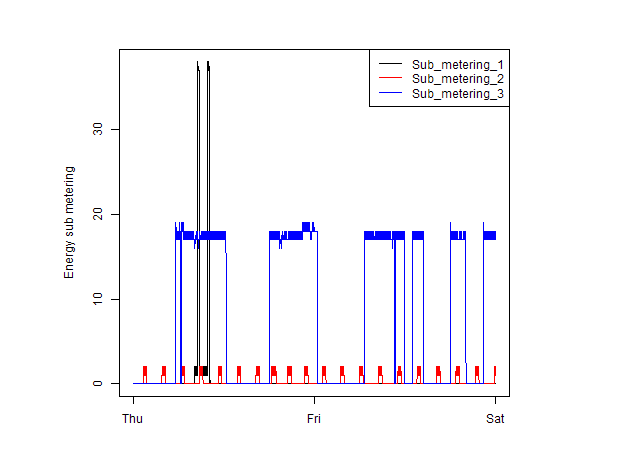 Sub_metering_1
Sub_metering_2
Sub_metering_3
Energy sub metering
30
20
10
0
Thu Fri Sat